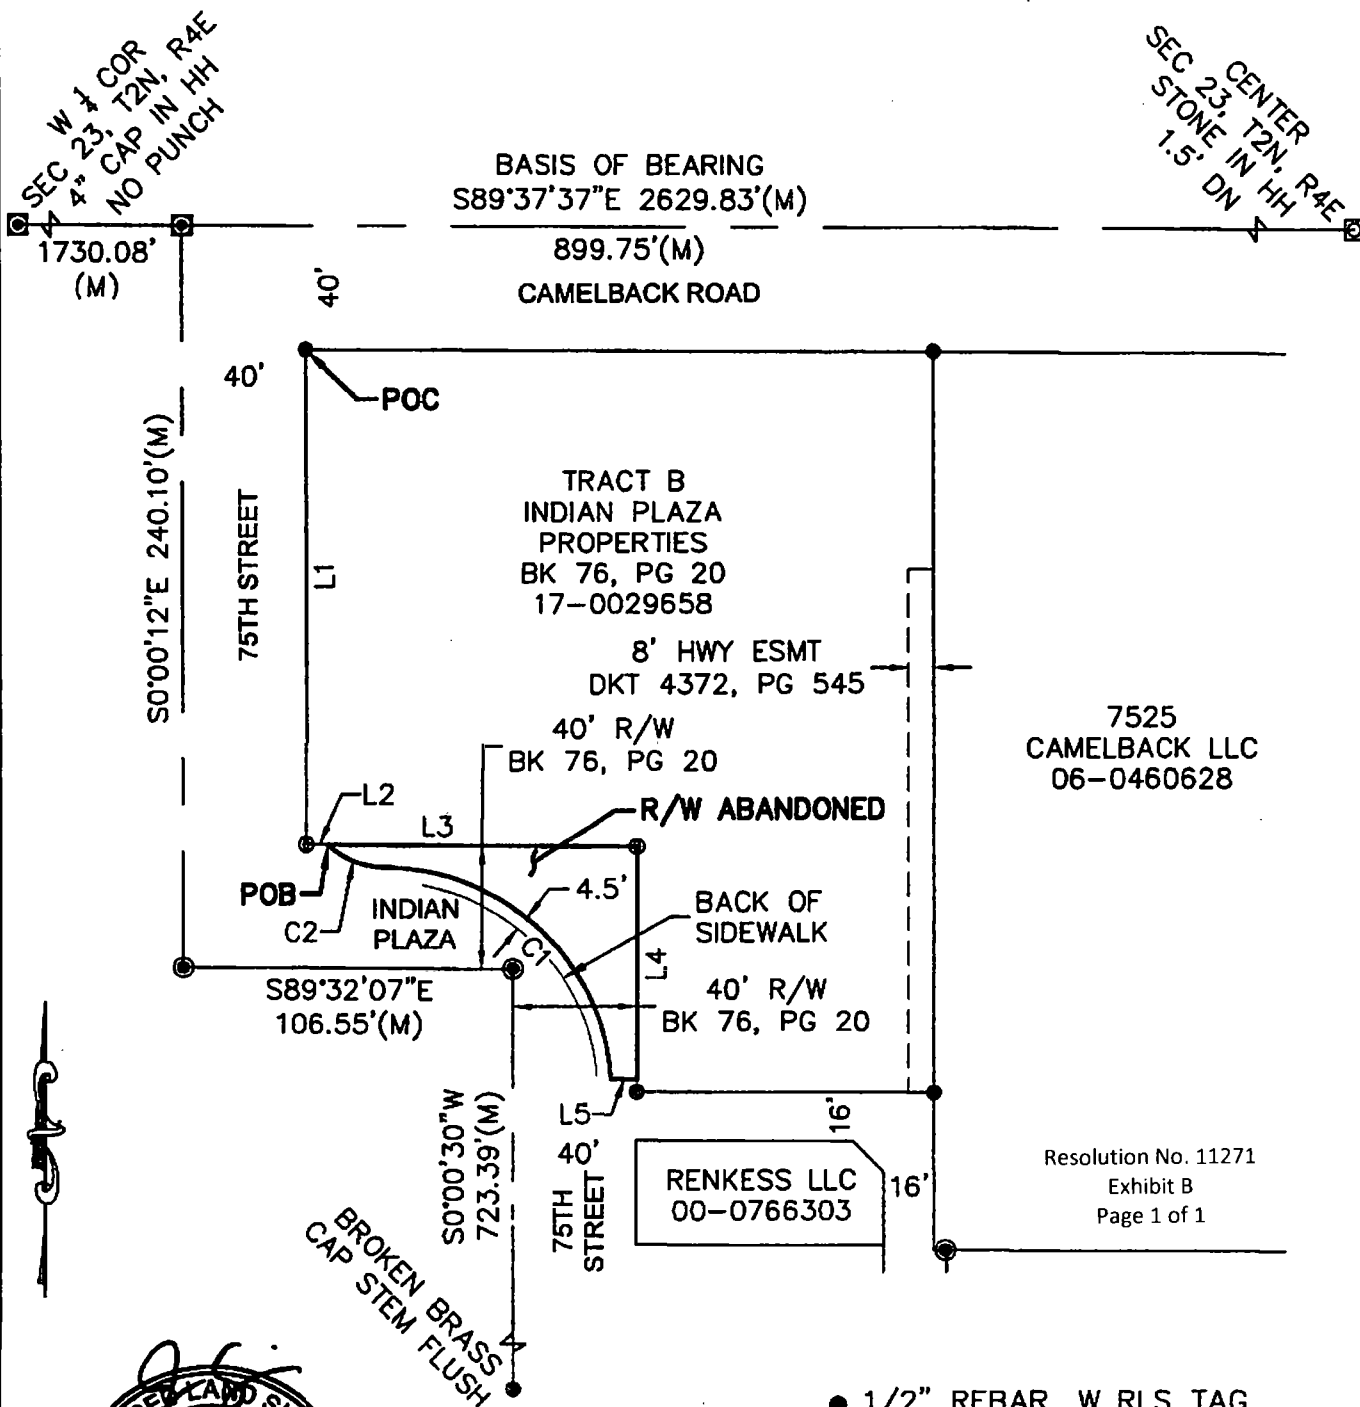 W 1/4 COR
SEC 23, T2N, R4E
4" CAP IN HH
NO PUNCH
CENTER
SEC 23, T2N, R4E
STONE IN HH
1.5' DN
BASIS OF BEARING
S89°37'37"E 2629.83'(M)
1730.08'
(M)
899.75'(M)
40'
CAMELBACK ROAD
40'
POC
S0°00'12"E 240.10'(M)
75TH STREET
L1
TRACT B
INDIAN PLAZA
PROPERTIES
BK 76, PG 20
17-0029658
8' HWY ESMT
DKT 4372, PG 545
7525
CAMELBACK LLC
06-0460628
40' R/W
BK 76, PG 20
L2
L3
R/W ABANDONED
POB
C2
INDIAN
PLAZA
4.5'
C1
BACK OF
SIDEWALK
L4
S89°32'07"E
106.55'(M)
40' R/W
BK 76, PG 20
S0°00'30"W
723.39'(M)
L5
40'
75TH
STREET
16'
RENKESS LLC
00-0766303
16'
Resolution No. 11271
Exhibit B
Page 1 of 1
BROKEN BRASS
CAP STEM FLUSH
LAND
1/2" REBAR W RLS TAG